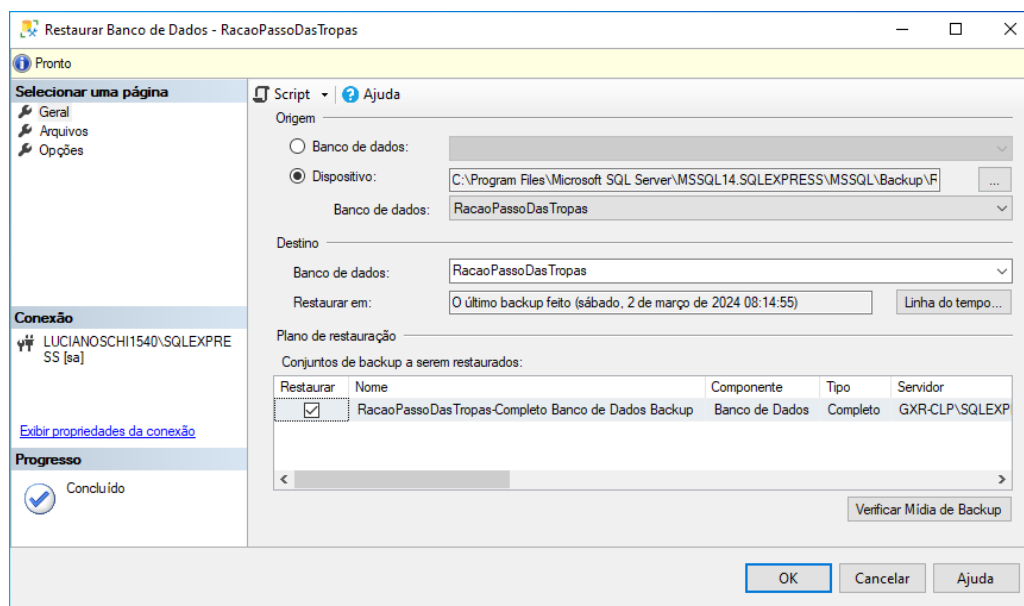 Restaurar Banco de Dados - RacaoPassoDasTropas
Pronto
Selecionar uma página
Geral
Arquivos
Opções
Conexão
LUCIANOSCHI1540\SQLEXPRE
SS [sa]
Exibir propriedades da conexão
Progresso
Concluído
Script
Ajuda
Origem
Banco de dados:
Dispositivo:
C:\Program Files\Microsoft SQL Server\MSSQL14.SQLEXPRESS\MSSQL\Backup\R
...
Banco de dados:
RacaoPassoDasTropas
Destino
Banco de dados:
RacaoPassoDasTropas
Restaurar em:
O último backup feito (sábado, 2 de março de 2024 08:14:55)
Linha do tempo...
Plano de restauração
Conjuntos de backup a serem restaurados:
Restaurar Nome Componente Tipo Servidor
RacaoPassoDasTropas-Completo Banco de Dados Backup Banco de Dados Completo GXR-CLP\SQLEXP
Verificar Mídia de Backup
OK Cancelar Ajuda